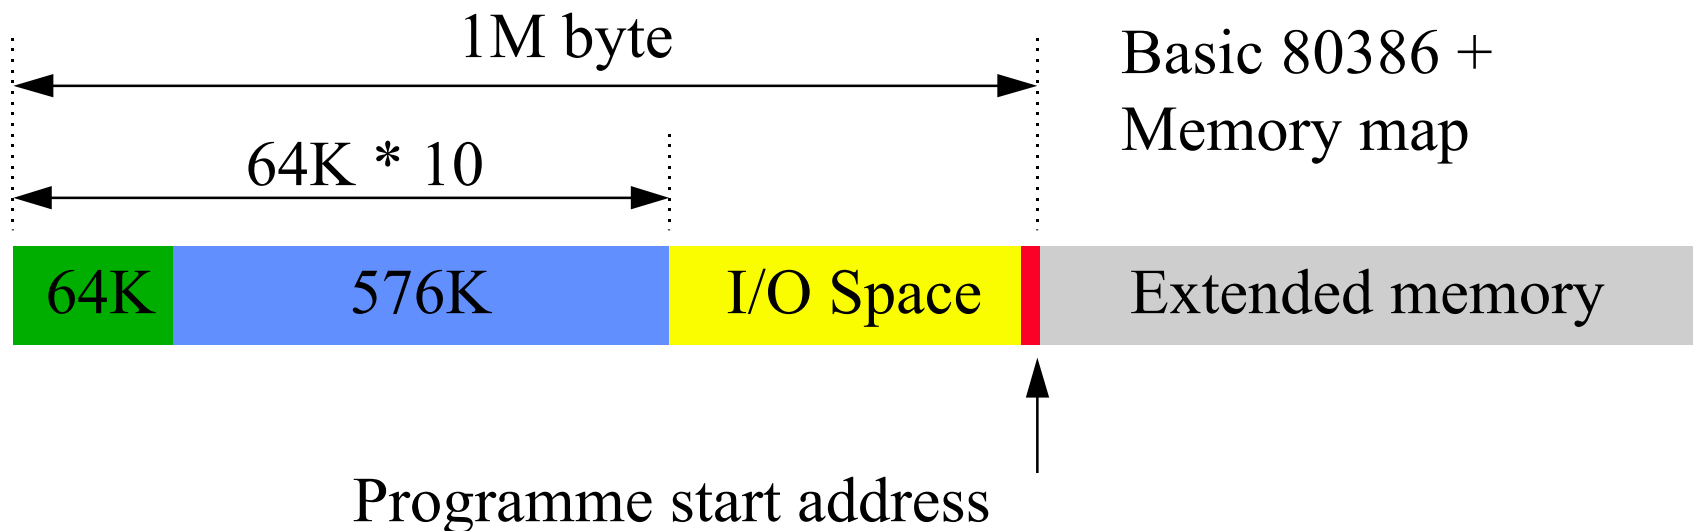 1M byte
Basic 80386 +
Memory map
64K * 10
64K
576K
I/O Space
Extended memory
Programme start address